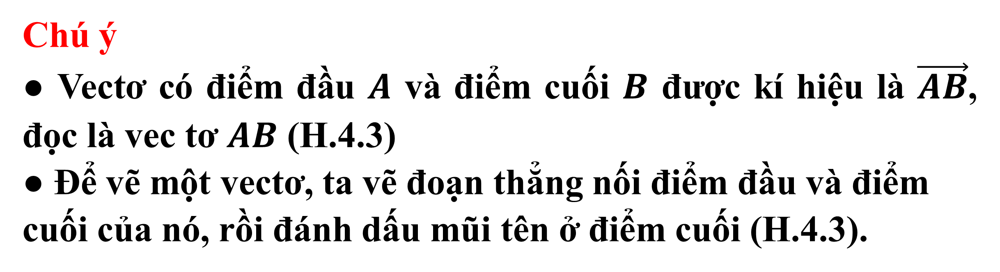 Chú ý
● Vectơ có điểm đầu A và điểm cuối B được kí hiệu là $\overrightarrow{AB}$,
đọc là vec tơ AB (H.4.3)
● Để vẽ một vectơ, ta vẽ đoạn thẳng nối điểm đầu và điểm
cuối của nó, rồi đánh dấu mũi tên ở điểm cuối (H.4.3).